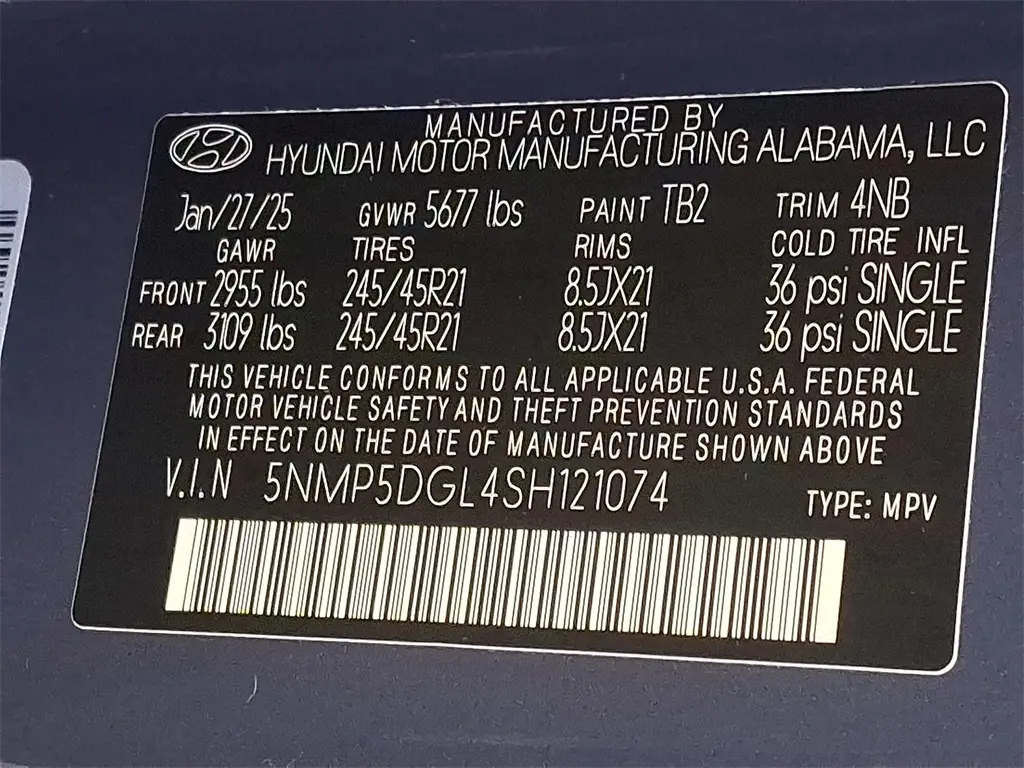 MANUFACTURED BY
HYUNDAI MOTOR MANUFACTURING ALABAMA, LLC
Jan/27/25 GVWR 5677 lbs PAINT TB2 TRIM 4NB
GAWR TIRES RIMS COLD TIRE INFL
FRONT 2955 lbs 245/45R21 8.5JX21 36 psi SINGLE
REAR 3109 lbs 245/45R21 8.5JX21 36 psi SINGLE
THIS VEHICLE CONFORMS TO ALL APPLICABLE U.S.A. FEDERAL
MOTOR VEHICLE SAFETY AND THEFT PREVENTION STANDARDS
IN EFFECT ON THE DATE OF MANUFACTURE SHOWN ABOVE
V.I.N 5NMP5DGL4SH121074 TYPE: MPV